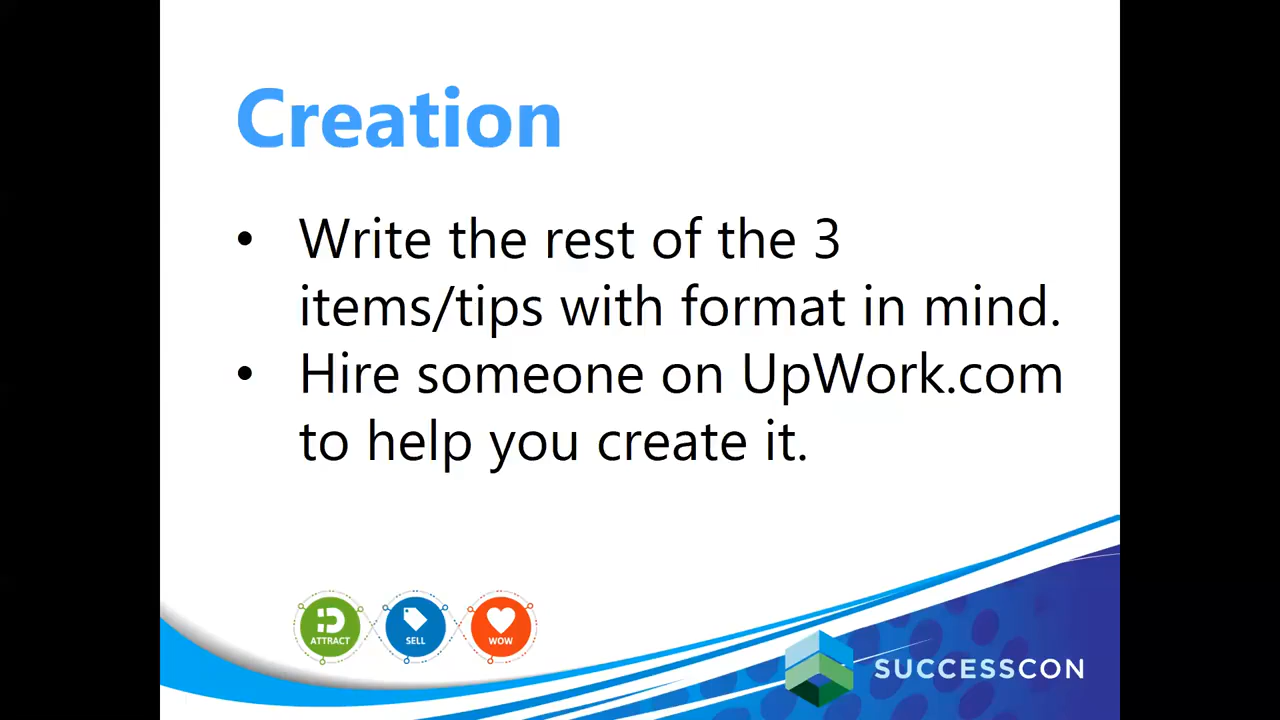 Creation
• Write the rest of the 3
items/tips with format in mind.
• Hire someone on UpWork.com
to help you create it.
ATTRACT
SELL
WOW
SUCCESSCON